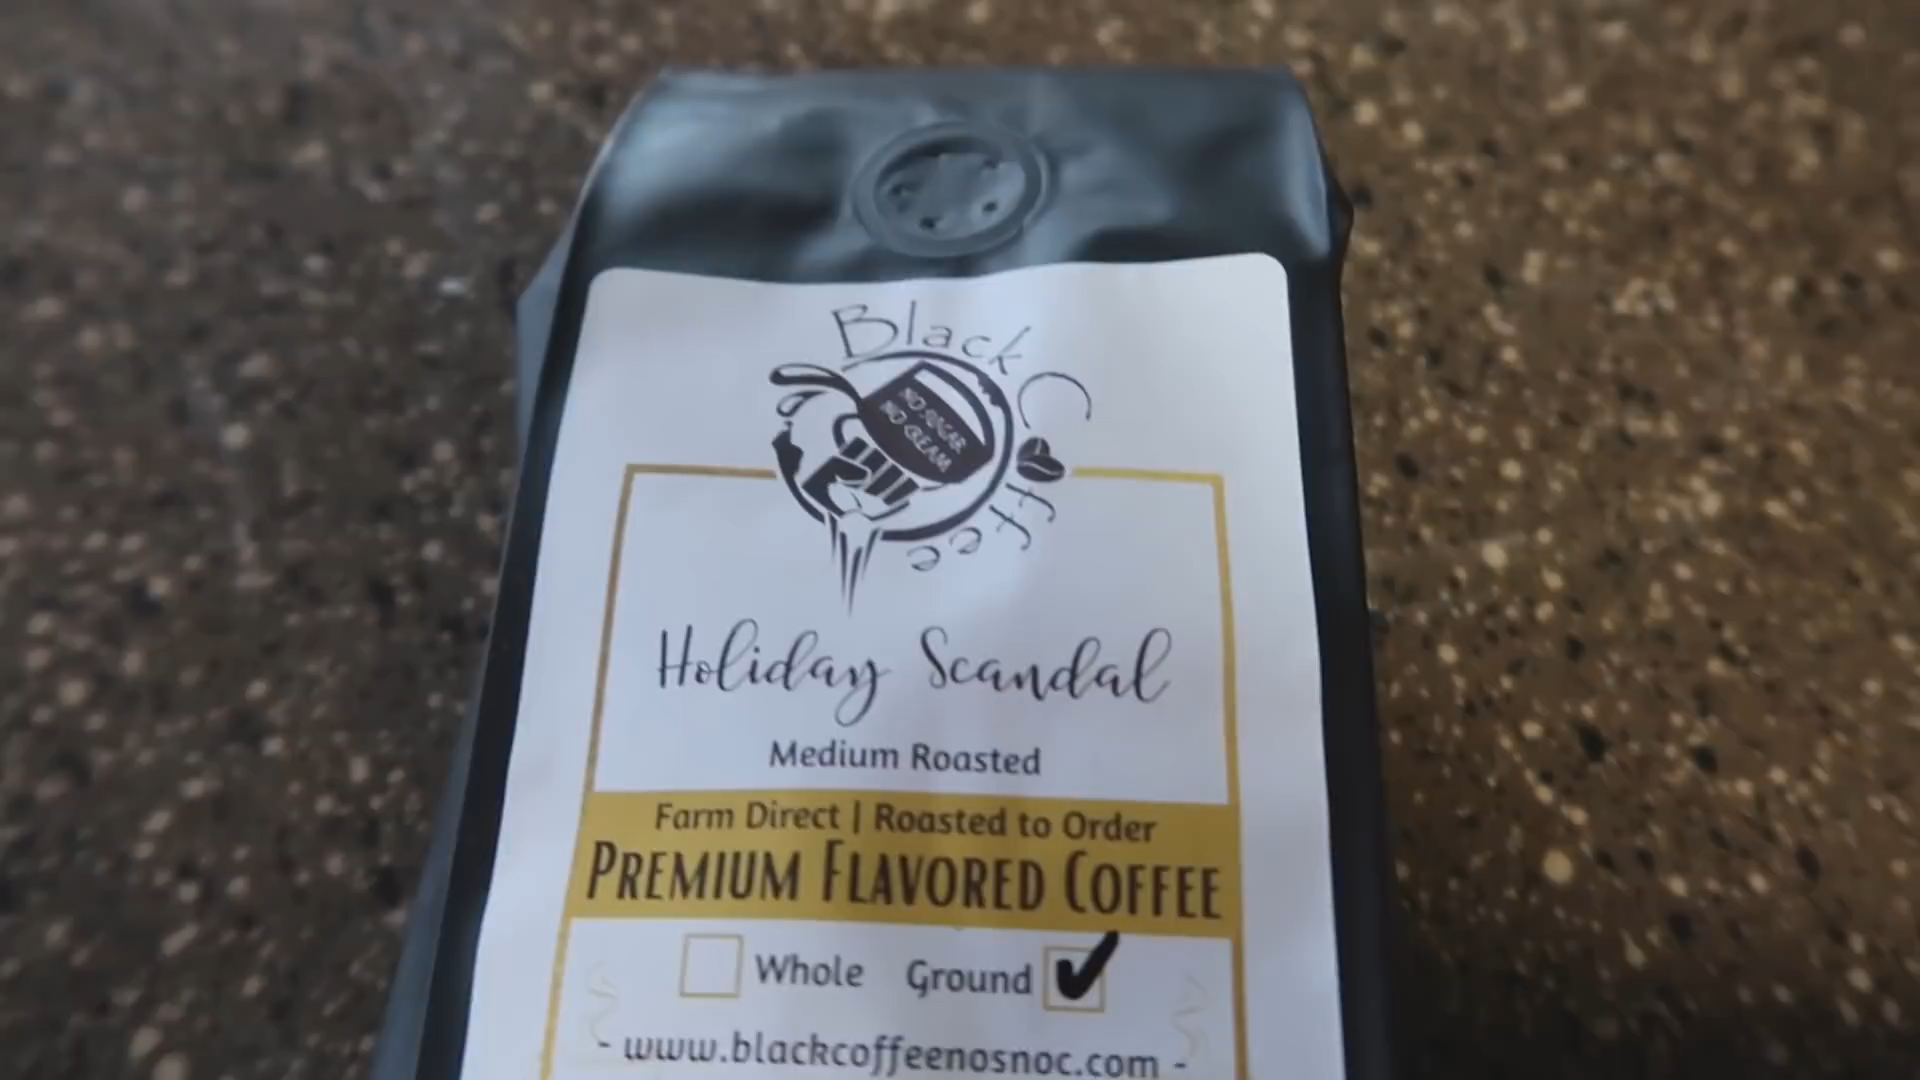 Black Coffee
NO SUGAR
NO CREAM
Holiday Scandal
Medium Roasted
Farm Direct | Roasted to Order
PREMIUM FLAVORED COFFEE
Whole Ground
- www.blackcoffeenosnoc.com -